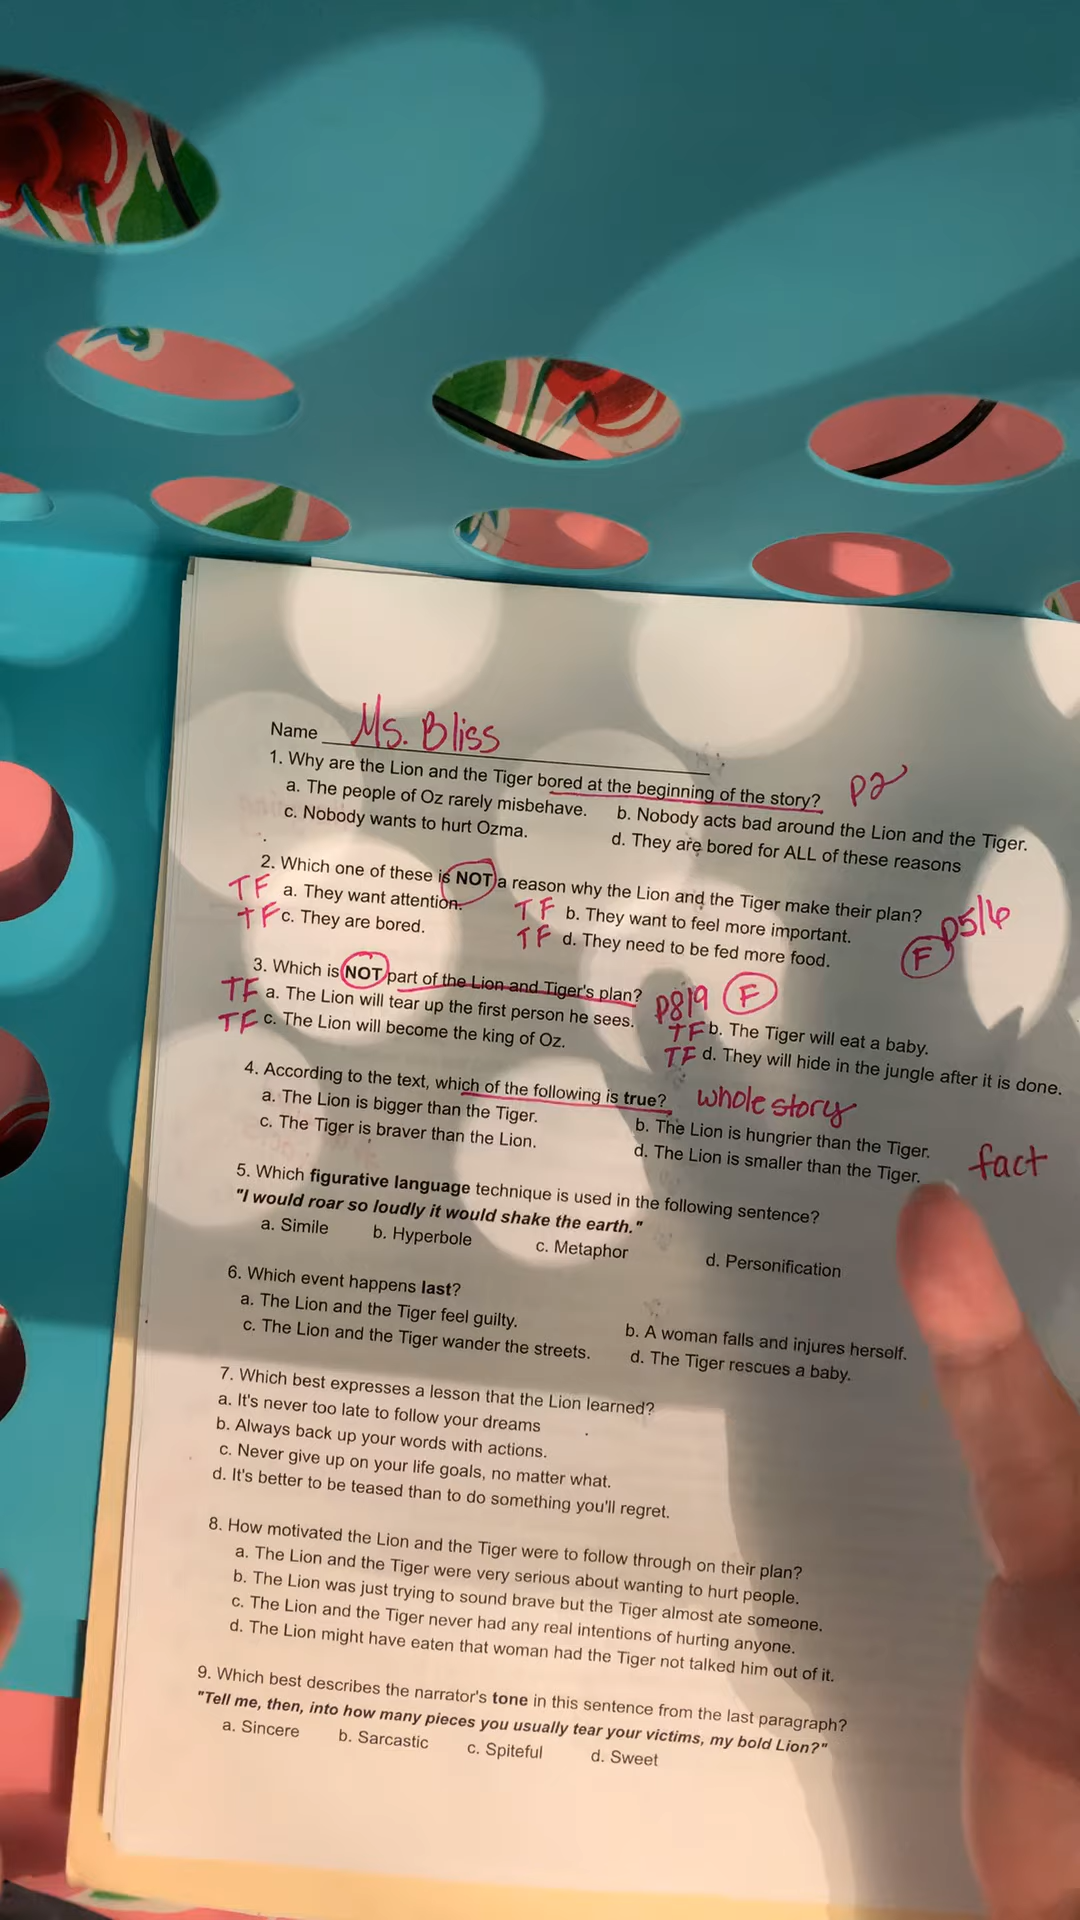 Name Ms. Bliss
1. Why are the Lion and the Tiger bored at the beginning of the story? p2
a. The people of Oz rarely misbehave. b. Nobody acts bad around the Lion and the Tiger.
c. Nobody wants to hurt Ozma. d. They are bored for ALL of these reasons
2. Which one of these is NOT a reason why the Lion and the Tiger make their plan? p5/6
TF a. They want attention. TF b. They want to feel more important. F
TF c. They are bored. TF d. They need to be fed more food.
3. Which is NOT part of the Lion and Tiger's plan? p8/9 F
TF a. The Lion will tear up the first person he sees. TF b. The Tiger will eat a baby.
TF c. The Lion will become the king of Oz. TF d. They will hide in the jungle after it is done.
4. According to the text, which of the following is true? whole story
a. The Lion is bigger than the Tiger. b. The Lion is hungrier than the Tiger.
c. The Tiger is braver than the Lion. d. The Lion is smaller than the Tiger. fact
5. Which figurative language technique is used in the following sentence?
"I would roar so loudly it would shake the earth."
a. Simile b. Hyperbole c. Metaphor d. Personification
6. Which event happens last?
a. The Lion and the Tiger feel guilty. b. A woman falls and injures herself.
c. The Lion and the Tiger wander the streets. d. The Tiger rescues a baby.
7. Which best expresses a lesson that the Lion learned?
a. It's never too late to follow your dreams
b. Always back up your words with actions.
c. Never give up on your life goals, no matter what.
d. It's better to be teased than to do something you'll regret.
8. How motivated the Lion and the Tiger were to follow through on their plan?
a. The Lion and the Tiger were very serious about wanting to hurt people.
b. The Lion was just trying to sound brave but the Tiger almost ate someone.
c. The Lion and the Tiger never had any real intentions of hurting anyone.
d. The Lion might have eaten that woman had the Tiger not talked him out of it.
9. Which best describes the narrator's tone in this sentence from the last paragraph?
"Tell me, then, into how many pieces you usually tear your victims, my bold Lion?"
a. Sincere b. Sarcastic c. Spiteful d. Sweet